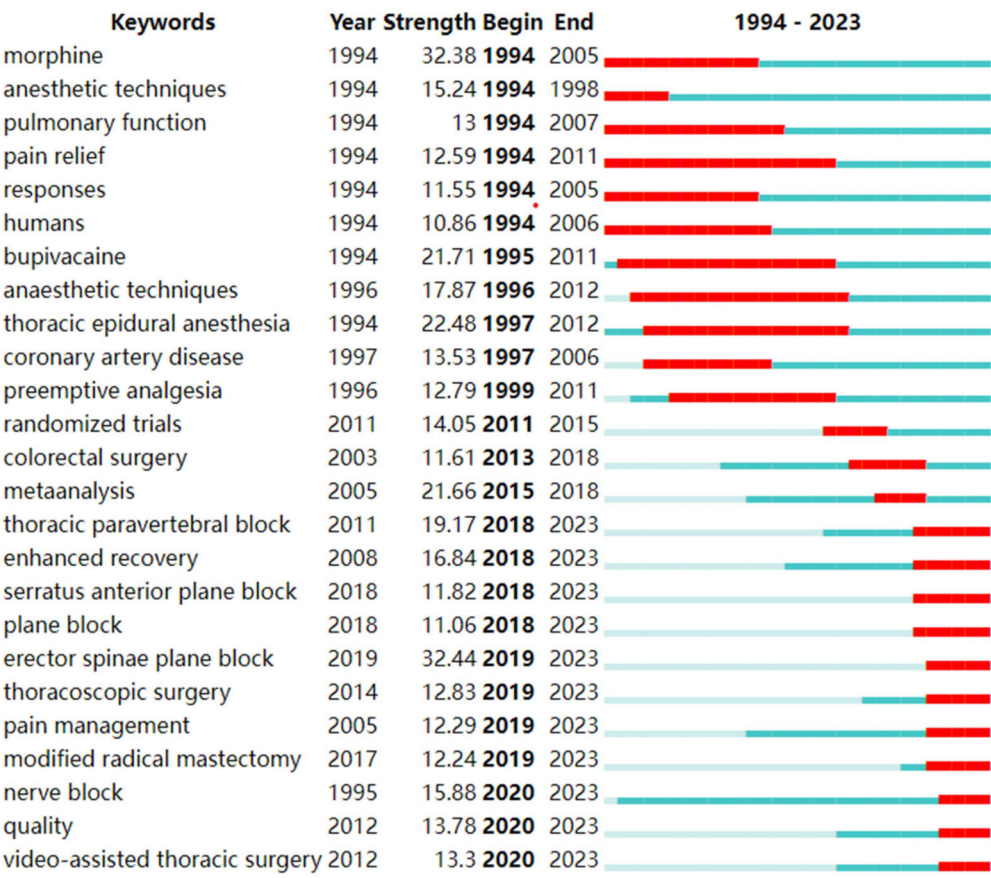 Keywords Year Strength Begin End 1994 - 2023
morphine 1994 32.38 1994 2005
anesthetic techniques 1994 15.24 1994 1998
pulmonary function 1994 13 1994 2007
pain relief 1994 12.59 1994 2011
responses 1994 11.55 1994 2005
humans 1994 10.86 1994 2006
bupivacaine 1994 21.71 1995 2011
anaesthetic techniques 1996 17.87 1996 2012
thoracic epidural anesthesia 1994 22.48 1997 2012
coronary artery disease 1997 13.53 1997 2006
preemptive analgesia 1996 12.79 1999 2011
randomized trials 2011 14.05 2011 2015
colorectal surgery 2003 11.61 2013 2018
metaanalysis 2005 21.66 2015 2018
thoracic paravertebral block 2011 19.17 2018 2023
enhanced recovery 2008 16.84 2018 2023
serratus anterior plane block 2018 11.82 2018 2023
plane block 2018 11.06 2018 2023
erector spinae plane block 2019 32.44 2019 2023
thoracoscopic surgery 2014 12.83 2019 2023
pain management 2005 12.29 2019 2023
modified radical mastectomy 2017 12.24 2019 2023
nerve block 1995 15.88 2020 2023
quality 2012 13.78 2020 2023
video-assisted thoracic surgery 2012 13.3 2020 2023